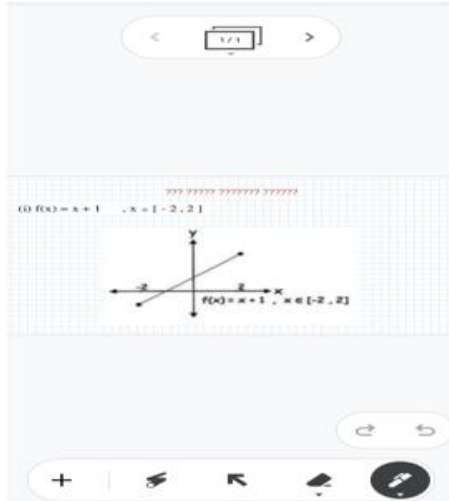 1/1
??? ????? ??????? ??????
(i) f(x) = x + 1 , x = [ - 2 , 2 ]
y
-2 2
x
f(x) = x + 1 , x ∈ [-2 , 2]